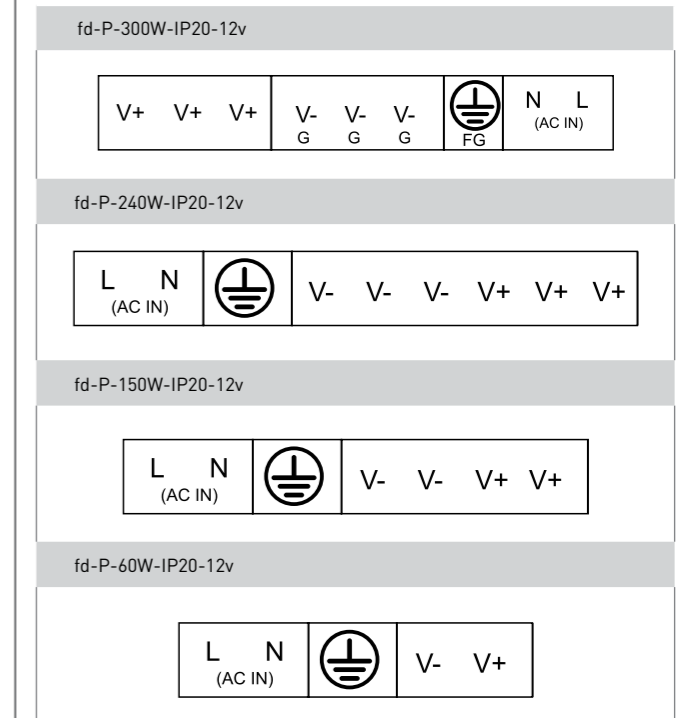 fd-P-300W-IP20-12v
V+ V+ V+ V- V- V- N L
G G G FG (AC IN)
fd-P-240W-IP20-12v
L N V- V- V- V+ V+ V+
(AC IN)
fd-P-150W-IP20-12v
L N V- V- V+ V+
(AC IN)
fd-P-60W-IP20-12v
L N V- V+
(AC IN)